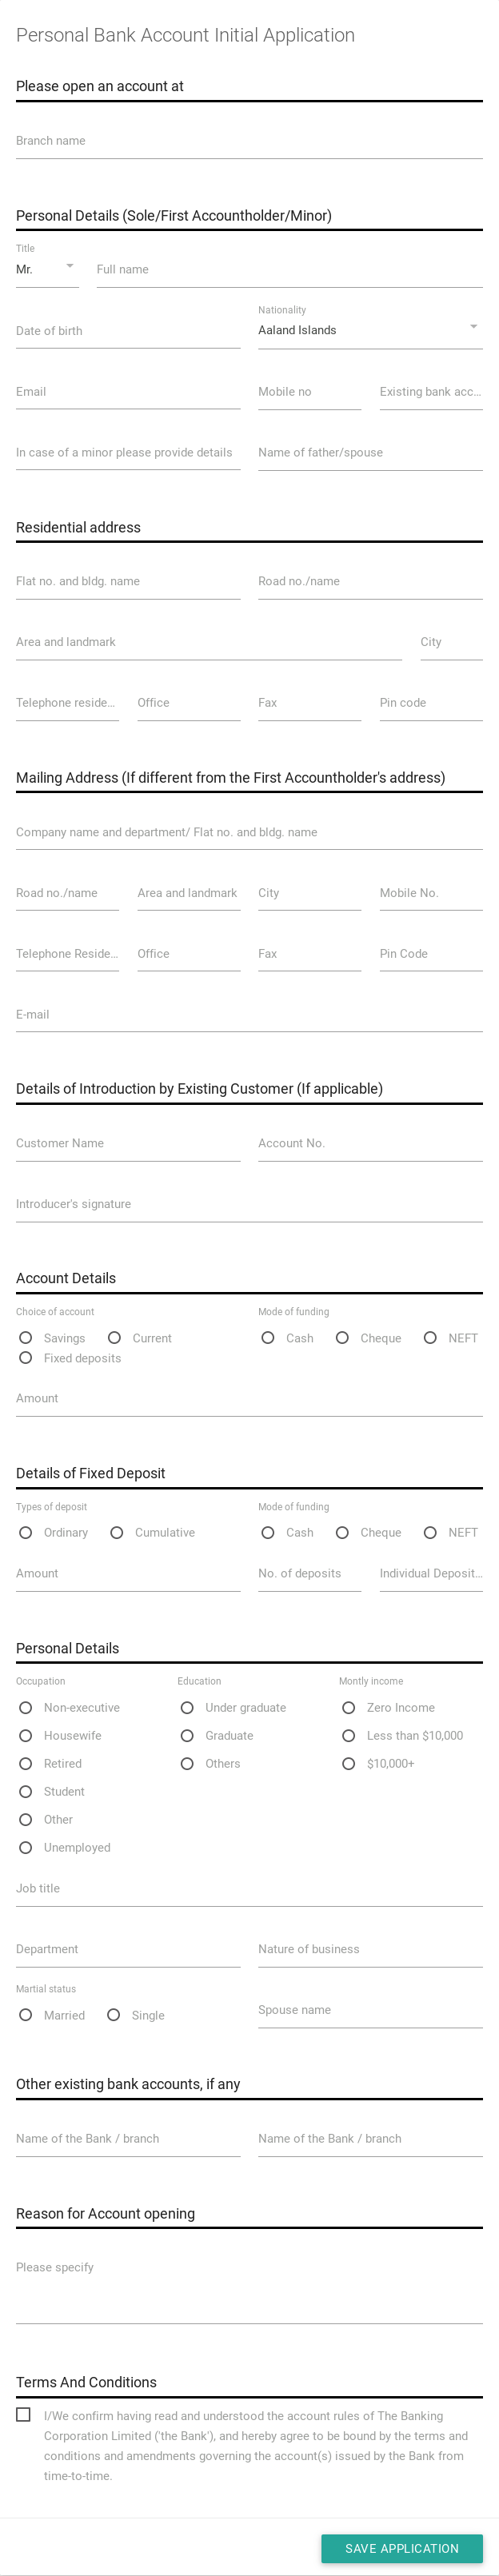 Personal Bank Account Initial Application
Please open an account at
Branch name
Personal Details (Sole/First Accountholder/Minor)
Title
Mr. Full name
Nationality
Date of birth Aaland Islands
Email Mobile no Existing bank acc...
In case of a minor please provide details Name of father/spouse
Residential address
Flat no. and bldg. name Road no./name
Area and landmark City
Telephone reside... Office Fax Pin code
Mailing Address (If different from the First Accountholder's address)
Company name and department/ Flat no. and bldg. name
Road no./name Area and landmark City Mobile No.
Telephone Reside... Office Fax Pin Code
E-mail
Details of Introduction by Existing Customer (If applicable)
Customer Name Account No.
Introducer's signature
Account Details
Choice of account Mode of funding
Savings Current Cash Cheque NEFT
Fixed deposits
Amount
Details of Fixed Deposit
Types of deposit Mode of funding
Ordinary Cumulative Cash Cheque NEFT
Amount No. of deposits Individual Deposit...
Personal Details
Occupation Education Montly income
Non-executive Under graduate Zero Income
Housewife Graduate Less than $10,000
Retired Others $10,000+
Student
Other
Unemployed
Job title
Department Nature of business
Martial status
Married Single Spouse name
Other existing bank accounts, if any
Name of the Bank / branch Name of the Bank / branch
Reason for Account opening
Please specify
Terms And Conditions
I/We confirm having read and understood the account rules of The Banking
Corporation Limited ('the Bank'), and hereby agree to be bound by the terms and
conditions and amendments governing the account(s) issued by the Bank from
time-to-time.
SAVE APPLICATION